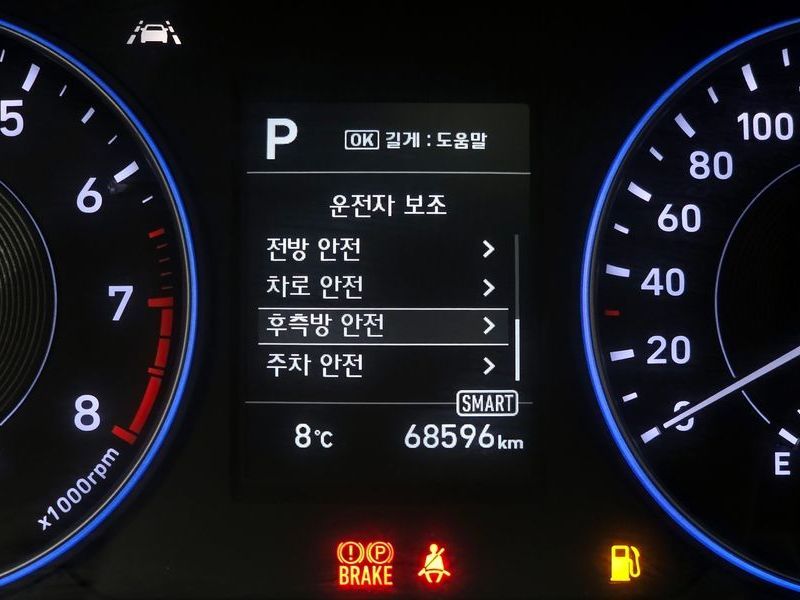 P
OK 길게 : 도움말
운전자 보조
전방 안전 >
차로 안전 >
후측방 안전 >
주차 안전 >
SMART
8℃ 68596km
5
6
7
8
x1000rpm
100
80
60
40
20
0
E
! P
BRAKE